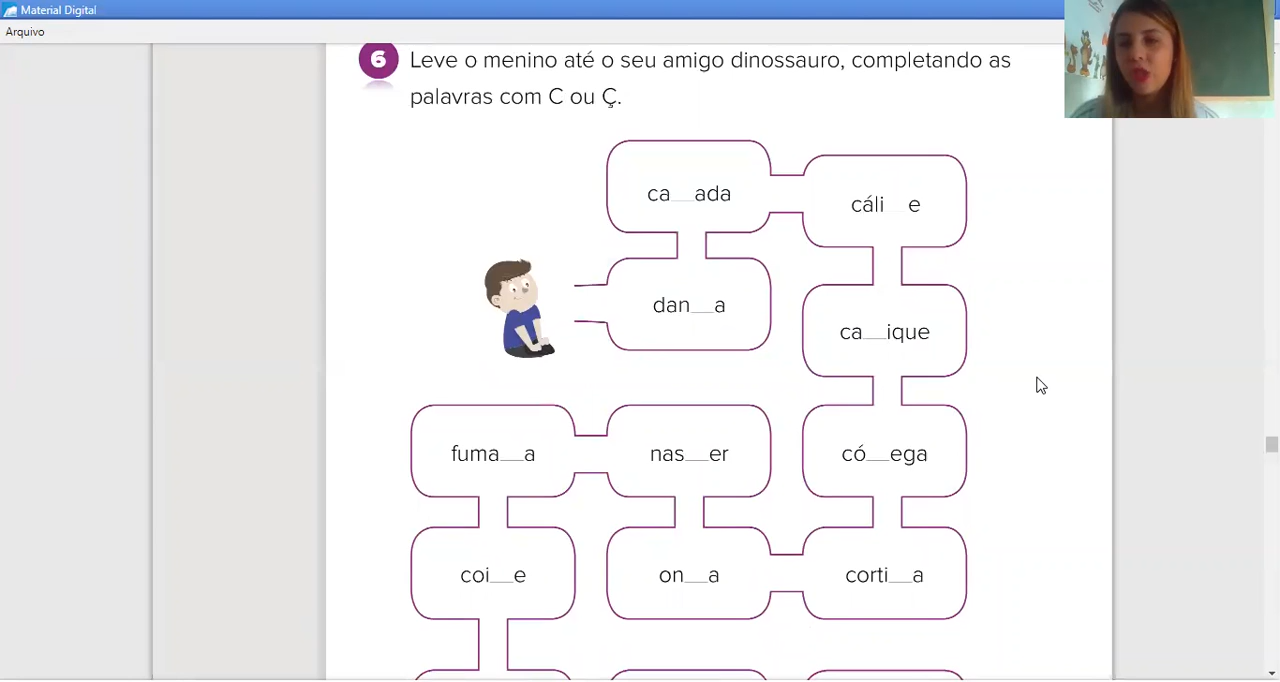 Material Digital
Arquivo
6 Leve o menino até o seu amigo dinossauro, completando as
palavras com C ou Ç.
ca__ada
cáli__e
dan__a
ca__ique
fuma__a
nas__er
có__ega
coi__e
on__a
corti__a